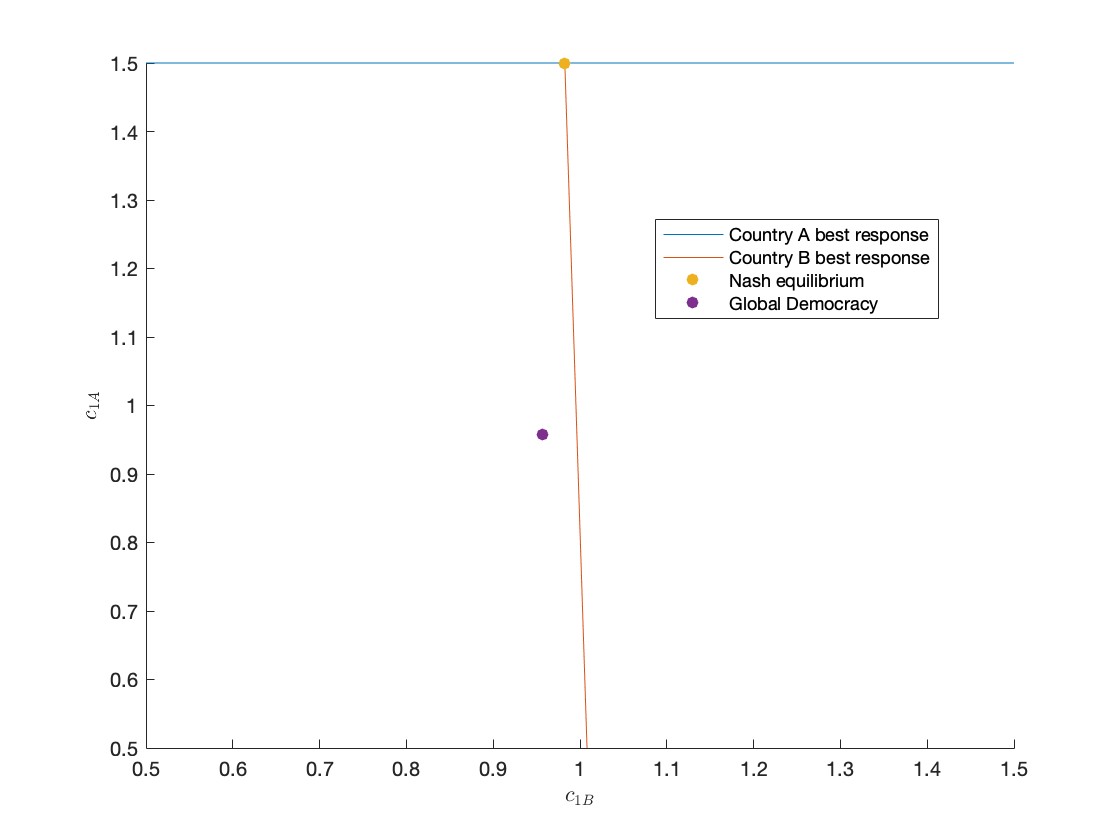 1.5
1.4
1.3
1.2
1.1
1
0.9
0.8
0.7
0.6
0.5
c1A
Country A best response
Country B best response
Nash equilibrium
Global Democracy
0.5 0.6 0.7 0.8 0.9 1 1.1 1.2 1.3 1.4 1.5
c1B